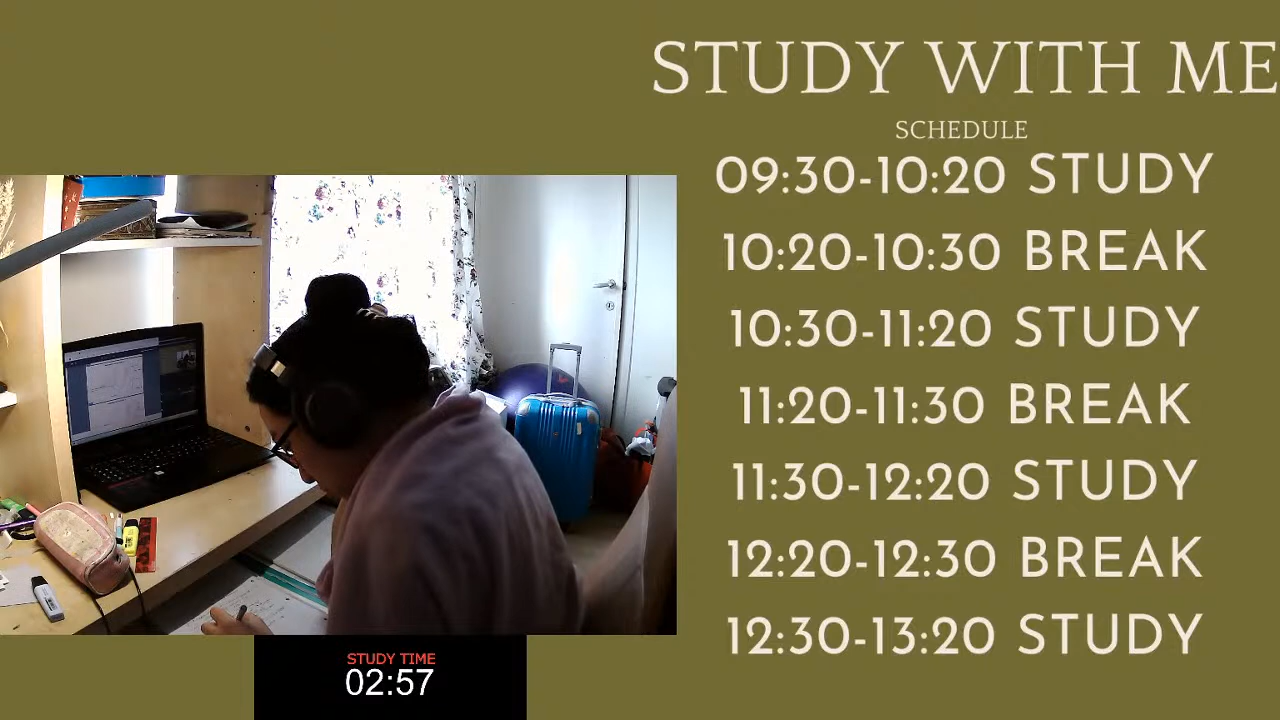 STUDY WITH ME
SCHEDULE
09:30-10:20 STUDY
10:20-10:30 BREAK
10:30-11:20 STUDY
11:20-11:30 BREAK
11:30-12:20 STUDY
12:20-12:30 BREAK
12:30-13:20 STUDY
STUDY TIME
02:57